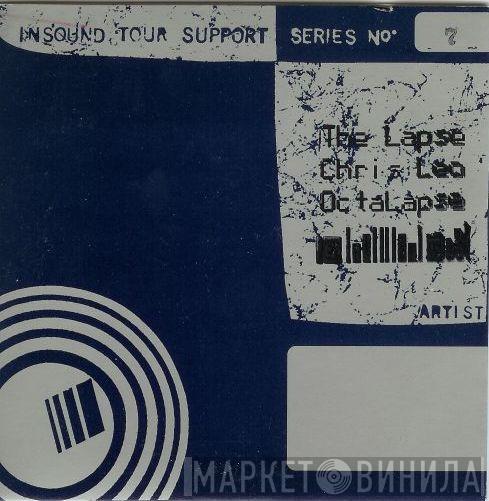 INSOUND TOUR SUPPORT SERIES No. 7
The Lapse
Chris Leo
OctaLapse
ARTIST
МАРКЕТ ВИНИЛА